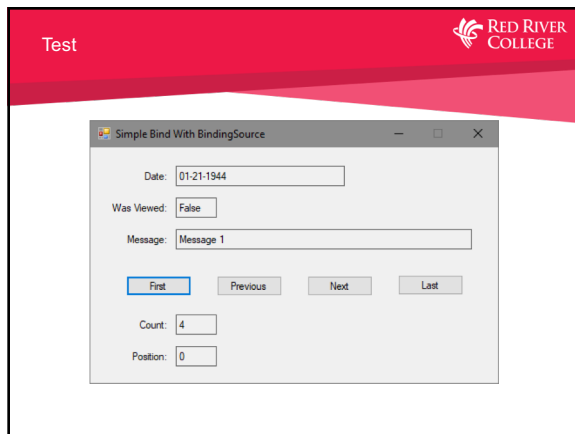 Test
RED RIVER
COLLEGE
Simple Bind With BindingSource
Date: 01-21-1944
Was Viewed: False
Message: Message 1
First Previous Next Last
Count: 4
Position: 0